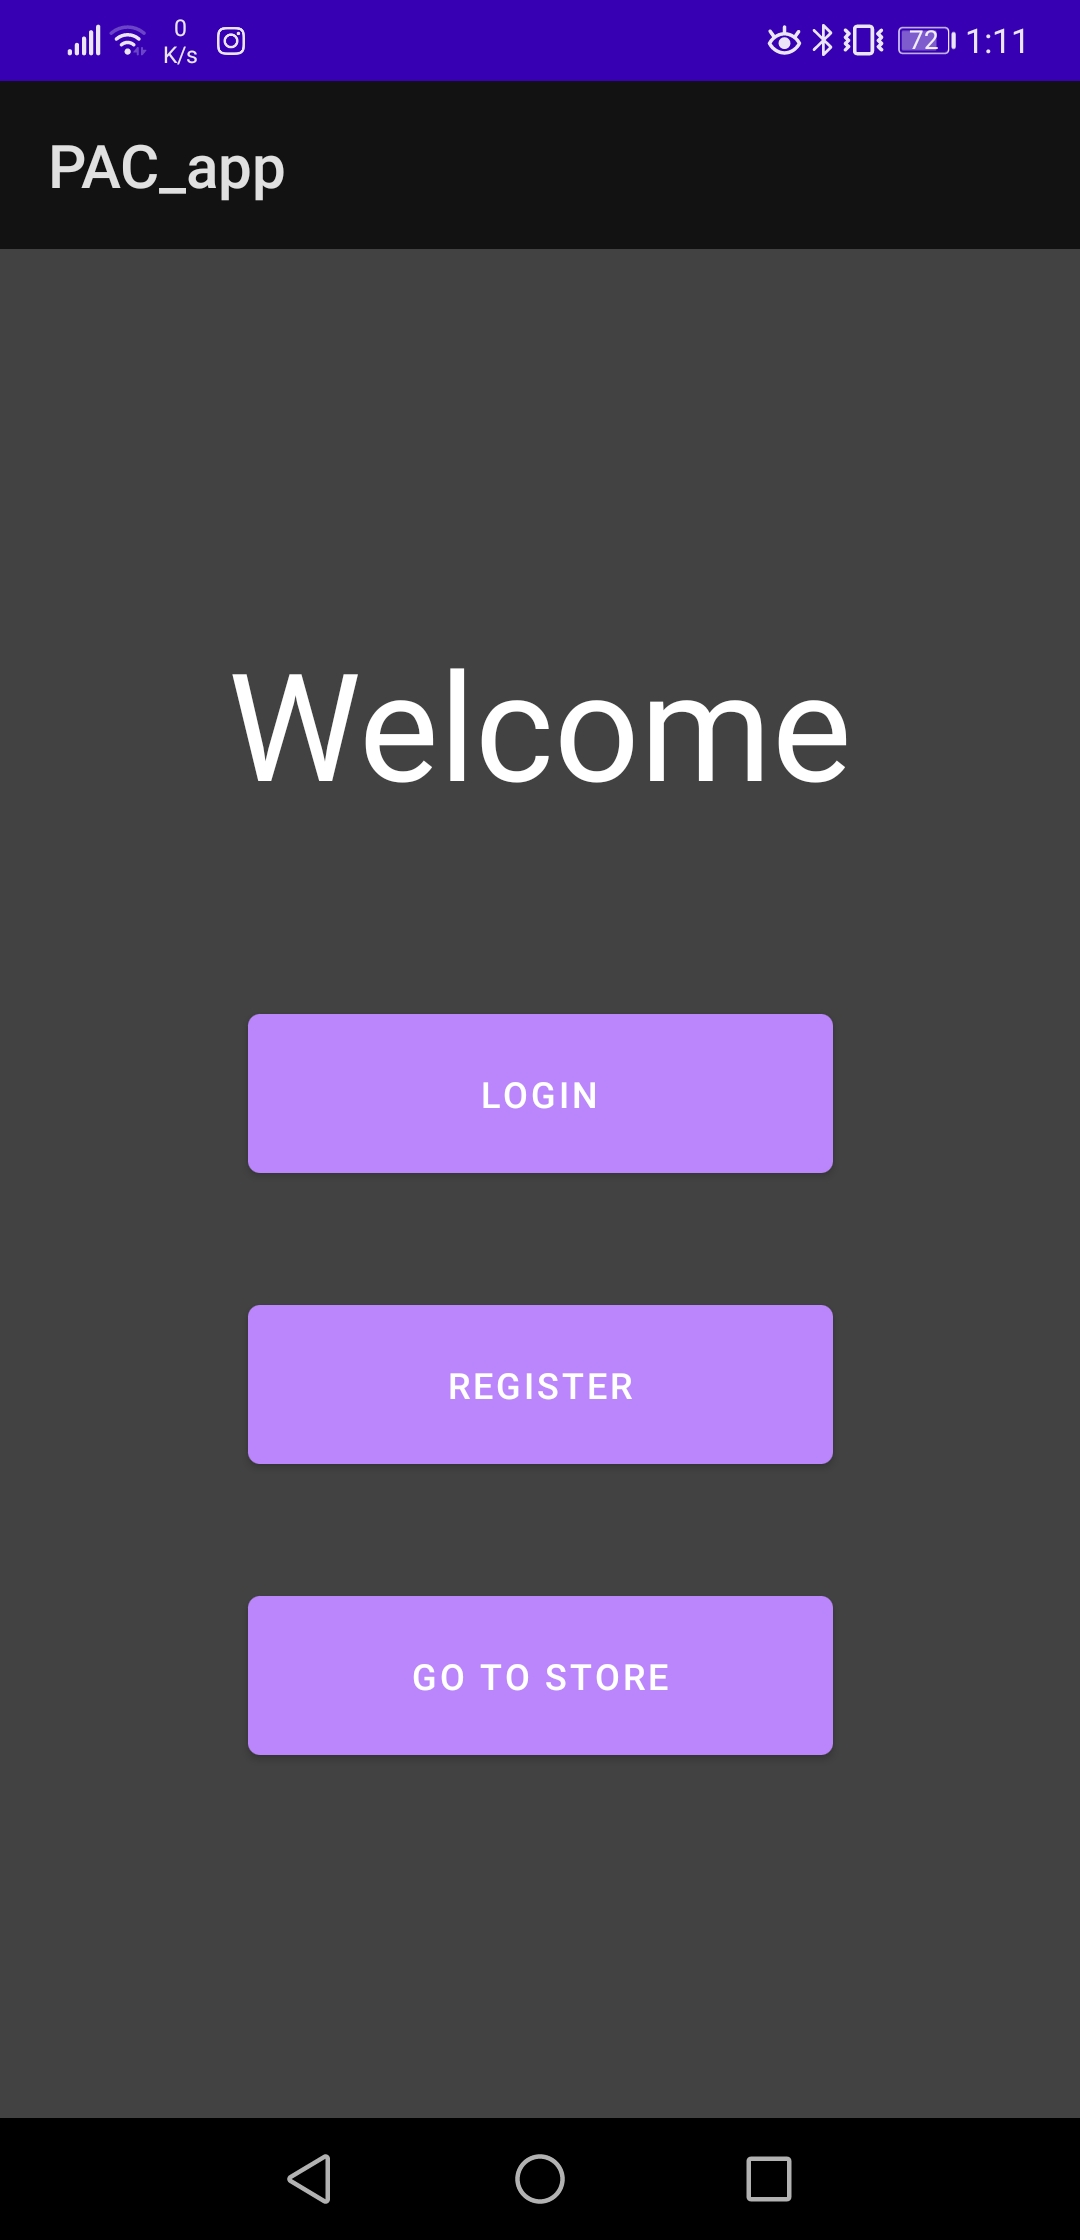 0
K/s
72
1:11
PAC_app
Welcome
LOGIN
REGISTER
GO TO STORE